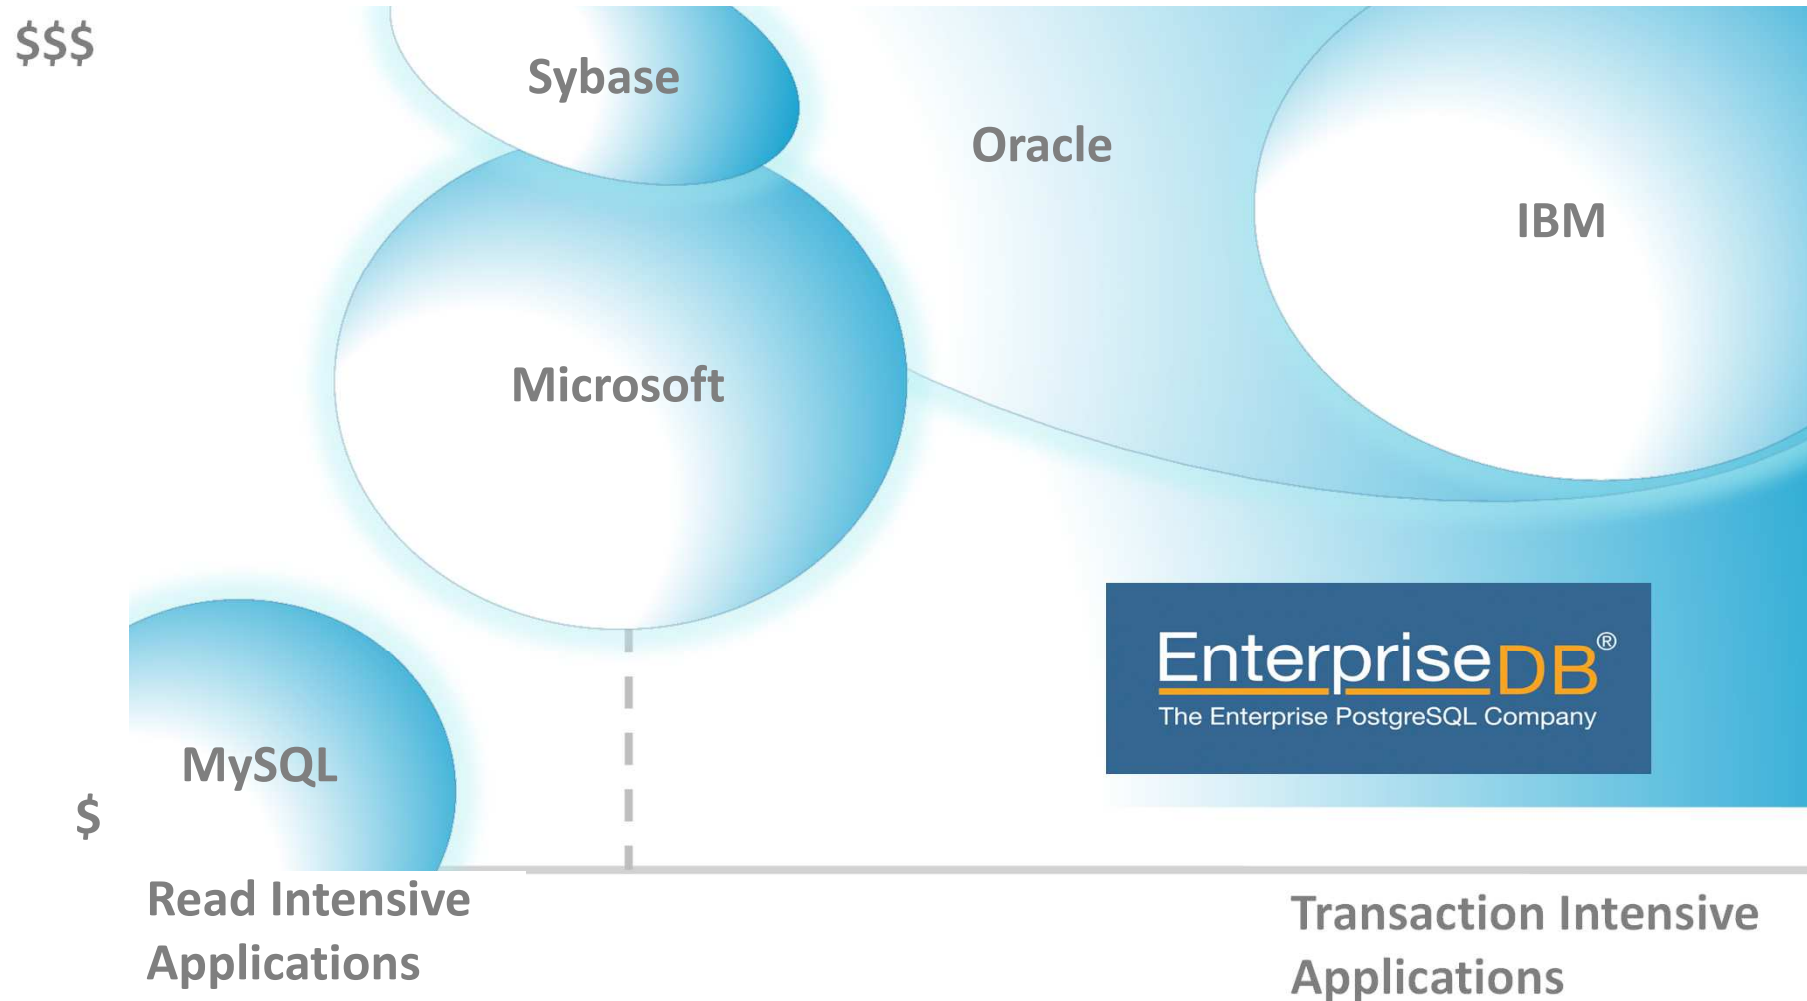 $$$
Sybase
Oracle
IBM
Microsoft
EnterpriseDB®
The Enterprise PostgreSQL Company
MySQL
$
Read Intensive
Applications
Transaction Intensive
Applications